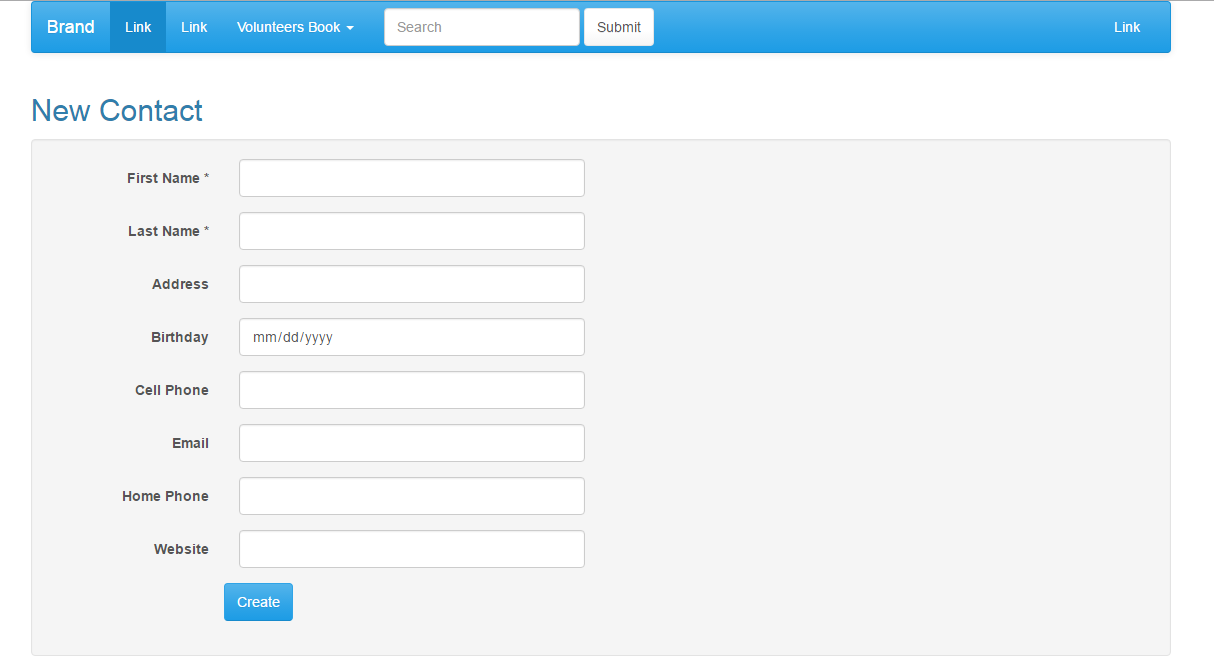 Brand Link Link Volunteers Book Search Submit Link
New Contact
First Name *
Last Name *
Address
Birthday mm/dd/yyyy
Cell Phone
Email
Home Phone
Website
Create